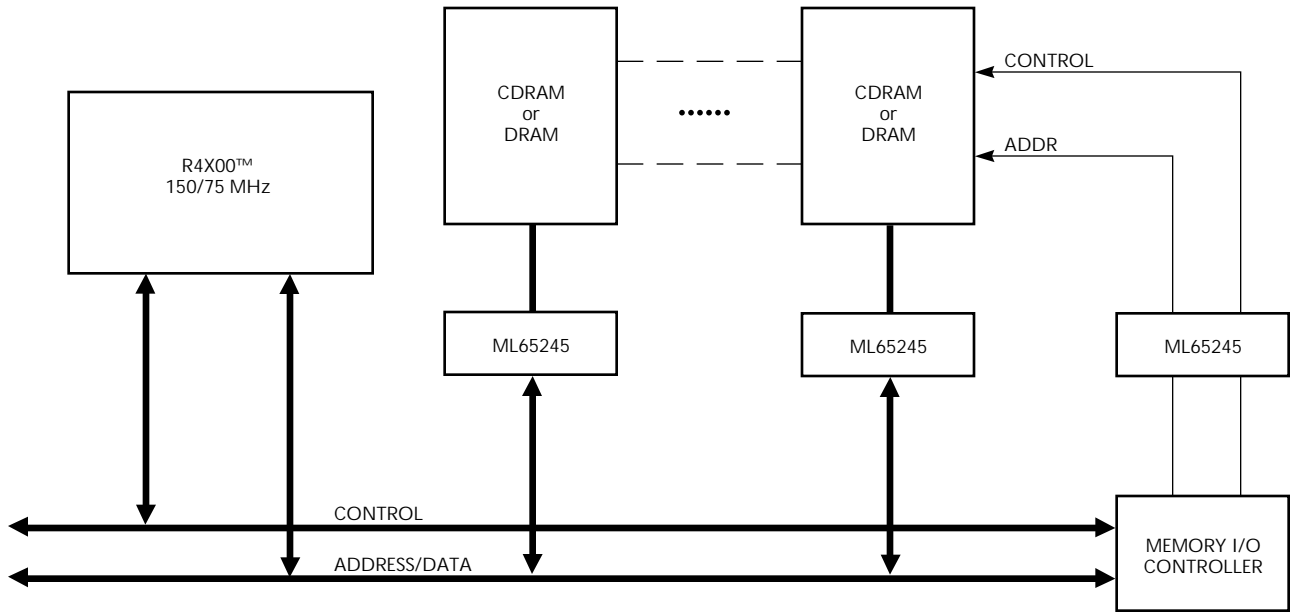 R4X00™
150/75 MHz
CDRAM
or
DRAM
CDRAM
or
DRAM
CONTROL
ADDR
ML65245
ML65245
ML65245
CONTROL
ADDRESS/DATA
MEMORY I/O
CONTROLLER